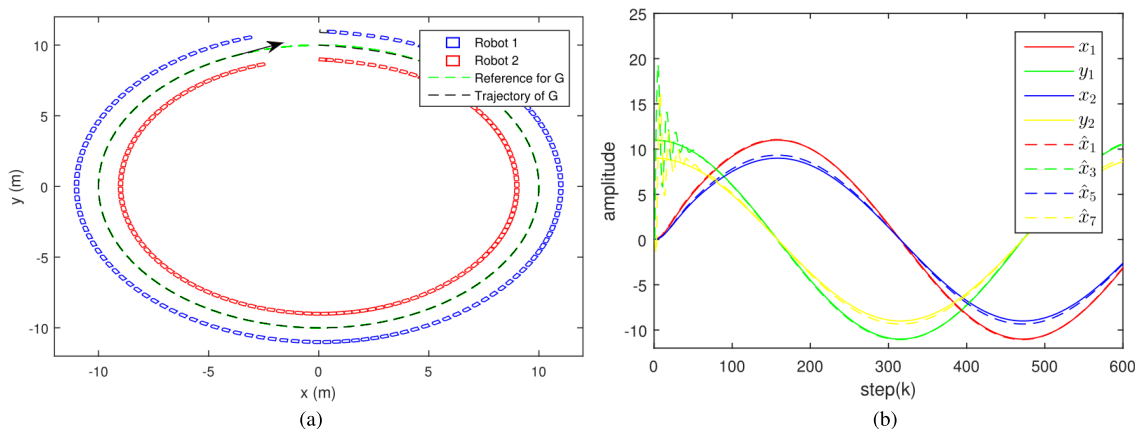 10
5
0
-5
-10
y (m)
-10
-5
0
5
10
x (m)
Robot 1
Robot 2
Reference for G
Trajectory of G
(a)
25
20
15
10
5
0
-5
-10
amplitude
0
100
200
300
400
500
600
step(k)
x₁
y₁
x₂
y₂
x̂₁
x̂₃
x̂₅
x̂₇
(b)